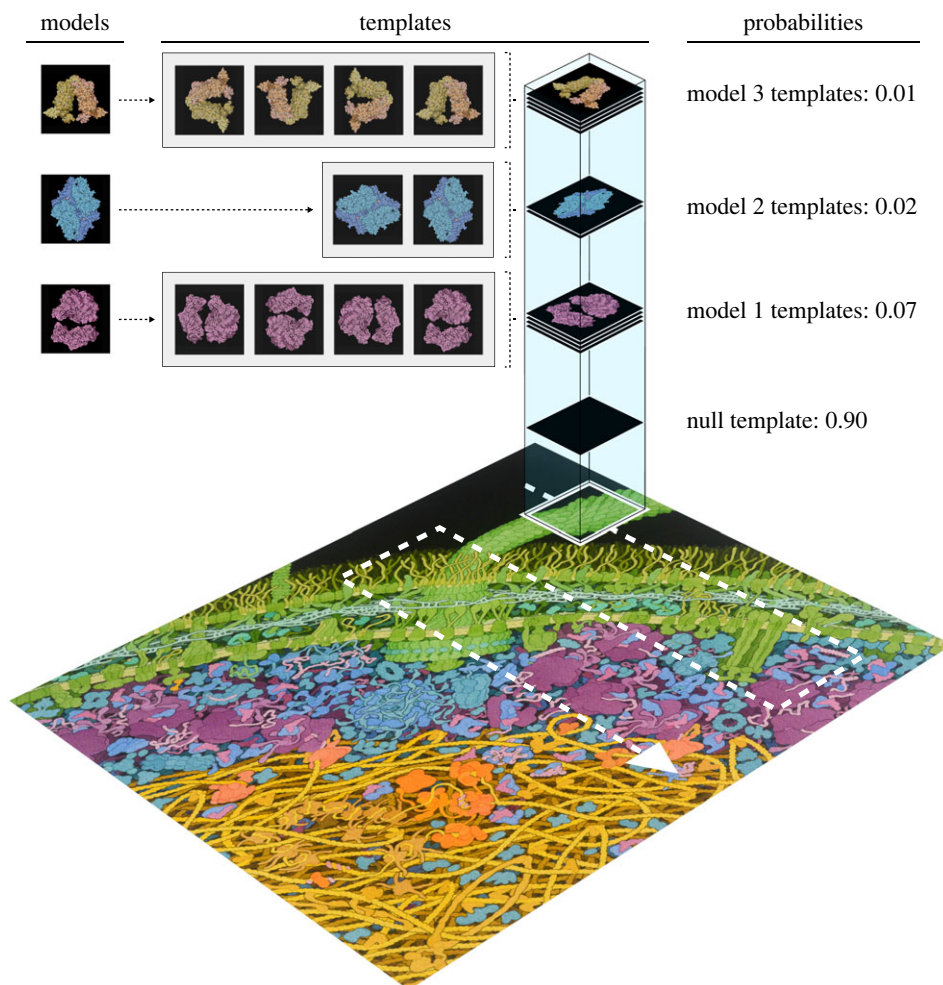 models
templates
probabilities
model 3 templates: 0.01
model 2 templates: 0.02
model 1 templates: 0.07
null template: 0.90